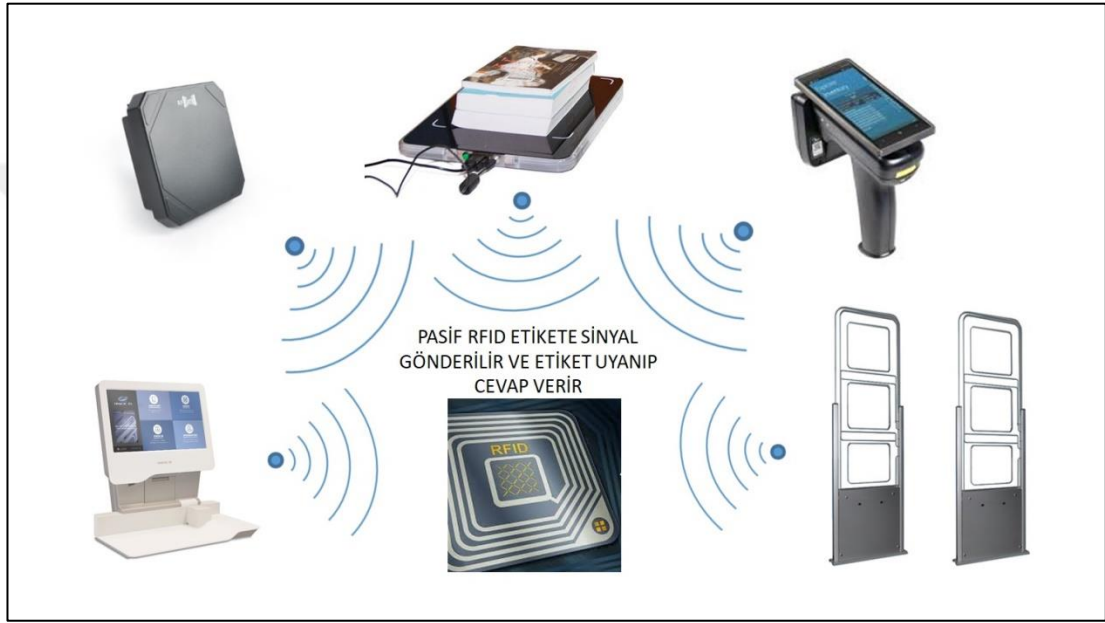 PASİF RFID ETİKETE SİNYAL
GÖNDERİLİR VE ETİKET UYANIP
CEVAP VERİR
RFID